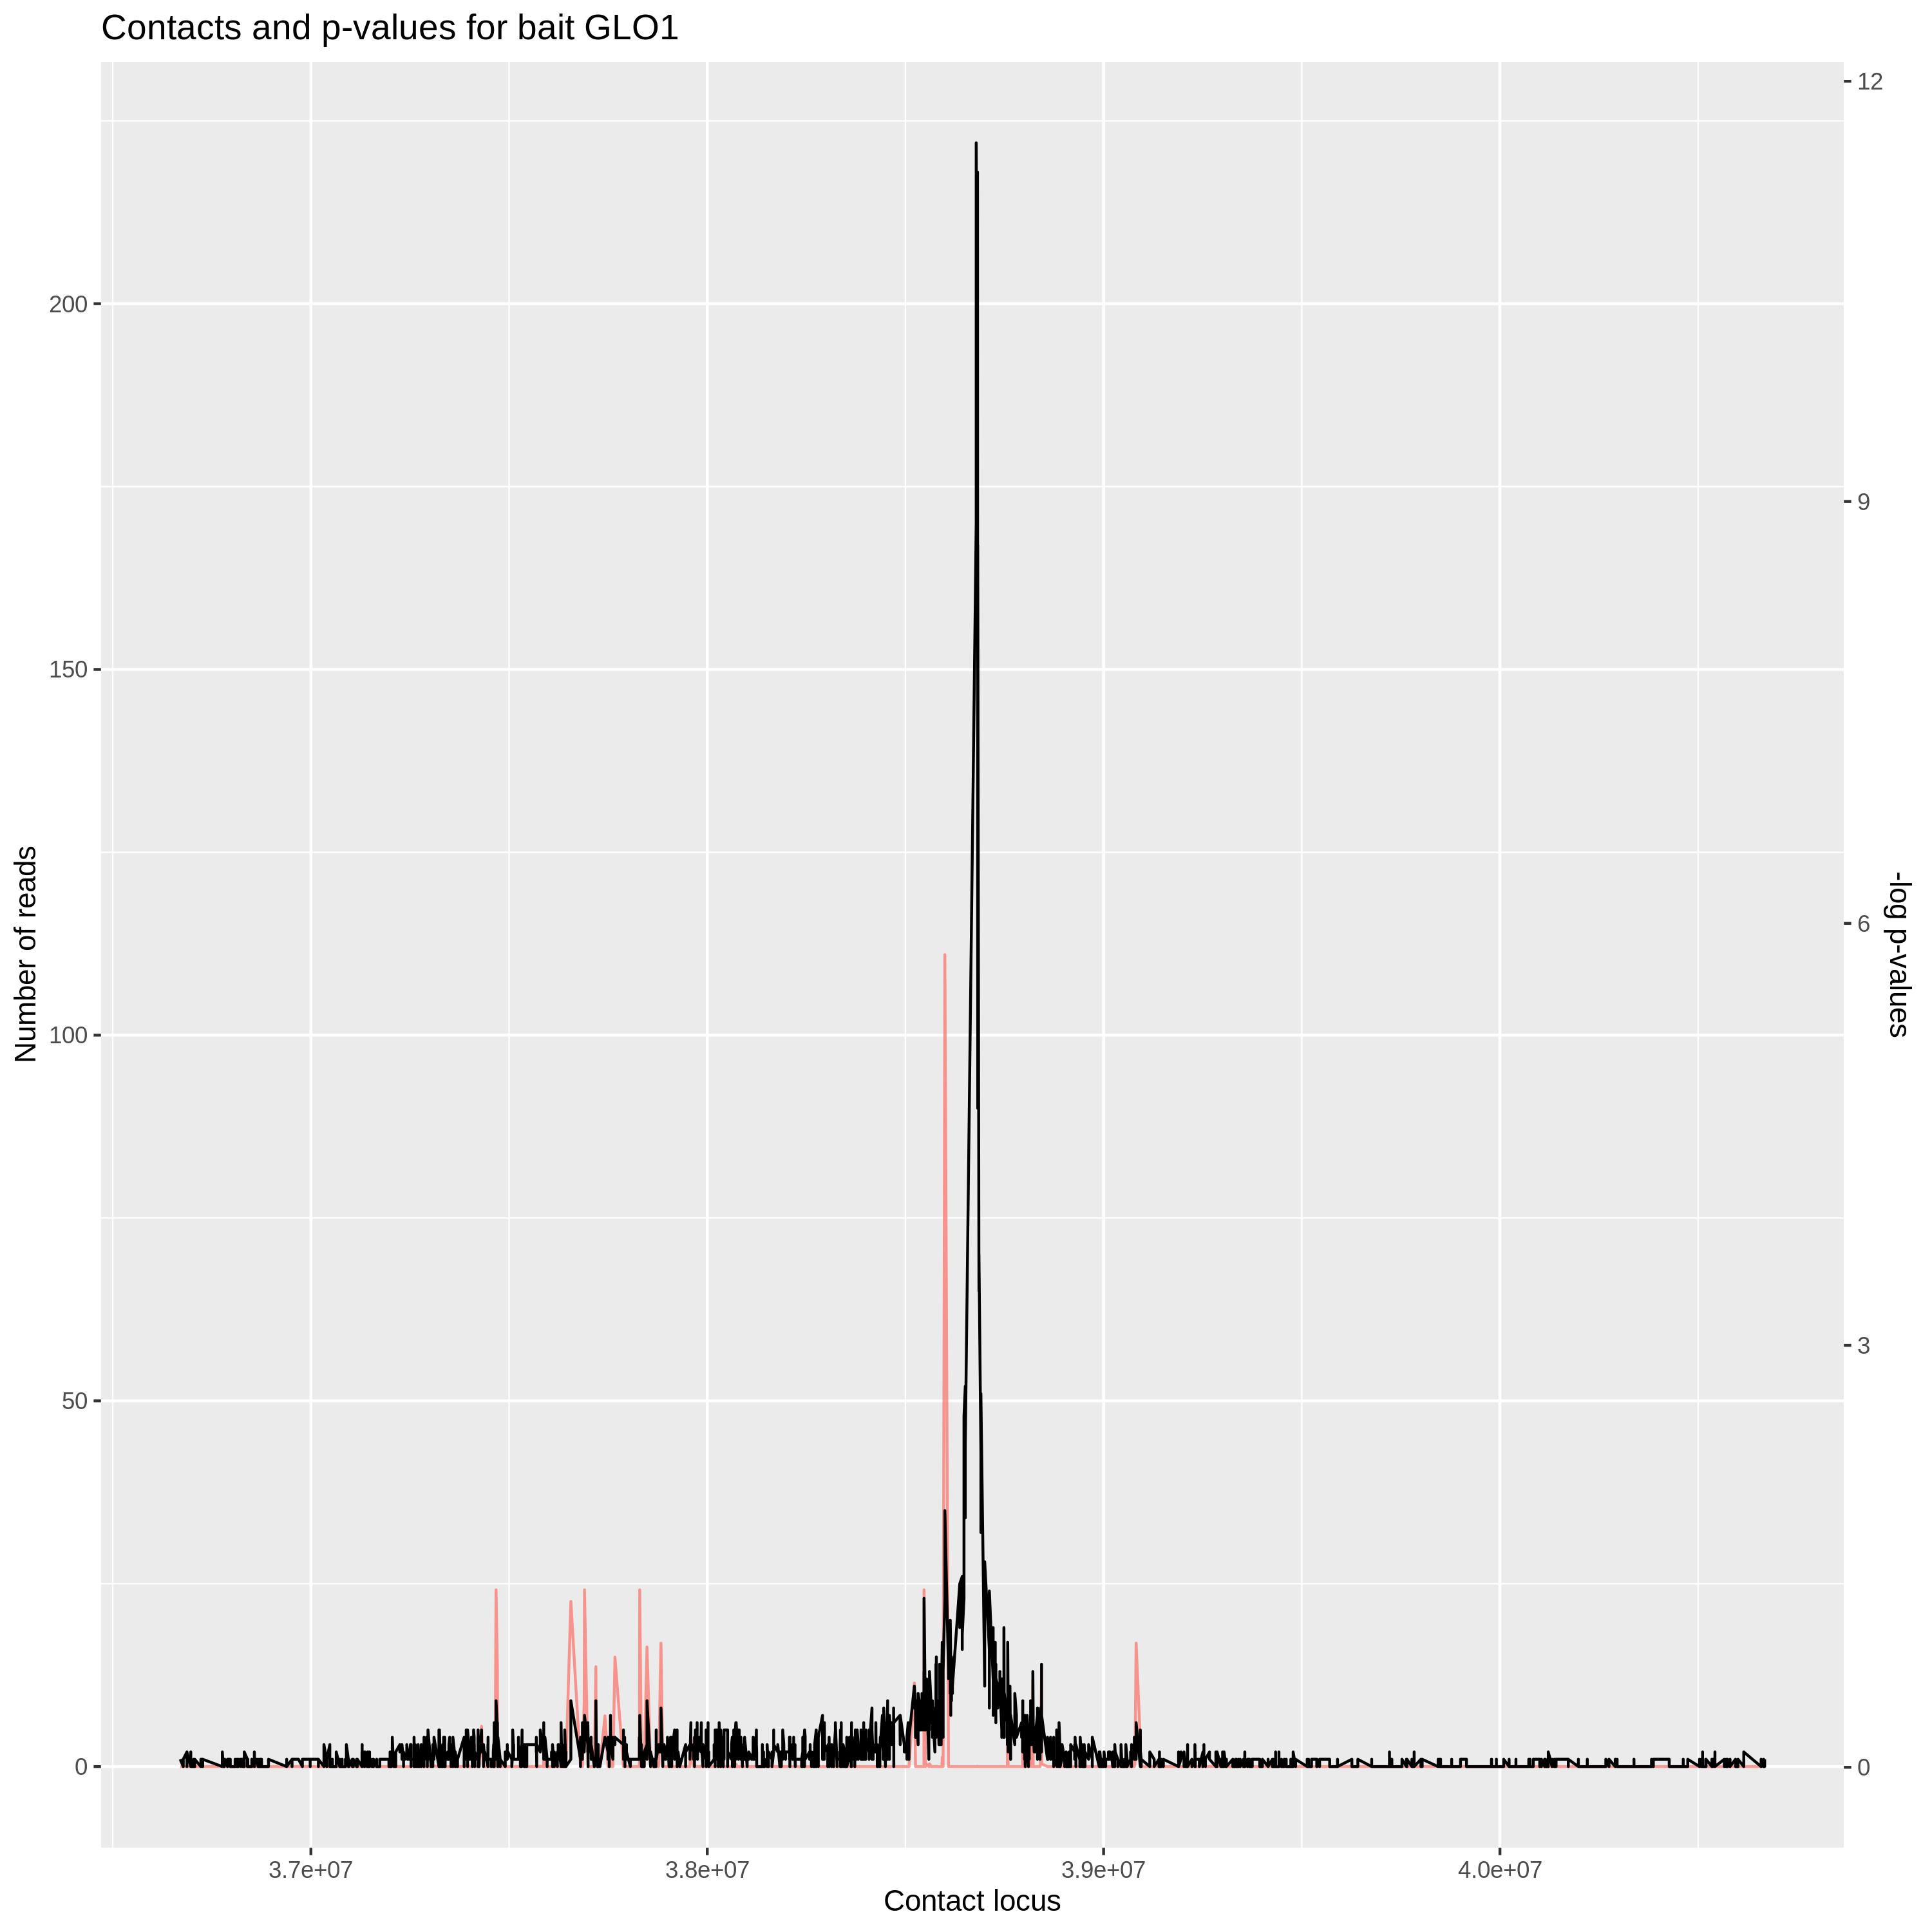 Contacts and p-values for bait GLO1
12
200
9
150
Number of reads
-log p-values
6
100
3
50
0
0
3.7e+07 3.8e+07 3.9e+07 4.0e+07
Contact locus